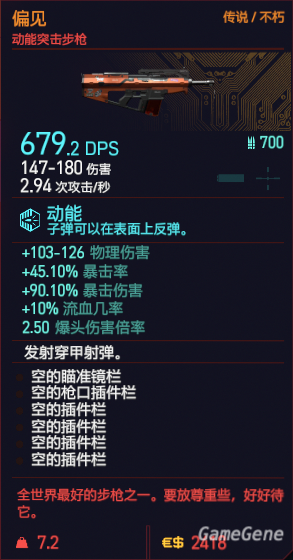 偏见
传说 / 不朽
动能突击步枪
679.2 DPS
700
147-180 伤害
2.94 次攻击/秒
动能
子弹可以在表面上反弹。
+103-126 物理伤害
+45.10% 暴击率
+90.10% 暴击伤害
+10% 流血几率
2.50 爆头伤害倍率
发射穿甲射弹。
空的瞄准镜栏
空的枪口插件栏
空的插件栏
空的插件栏
空的插件栏
空的插件栏
全世界最好的步枪之一。要放尊重些，好好待
它。
7.2
€$ 2418
GameGene